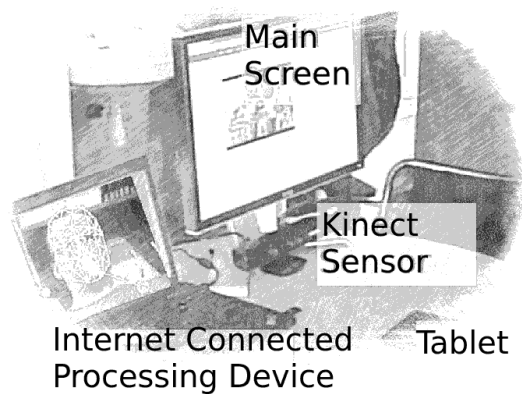 Main
Screen
Kinect
Sensor
Internet Connected
Processing Device
Tablet